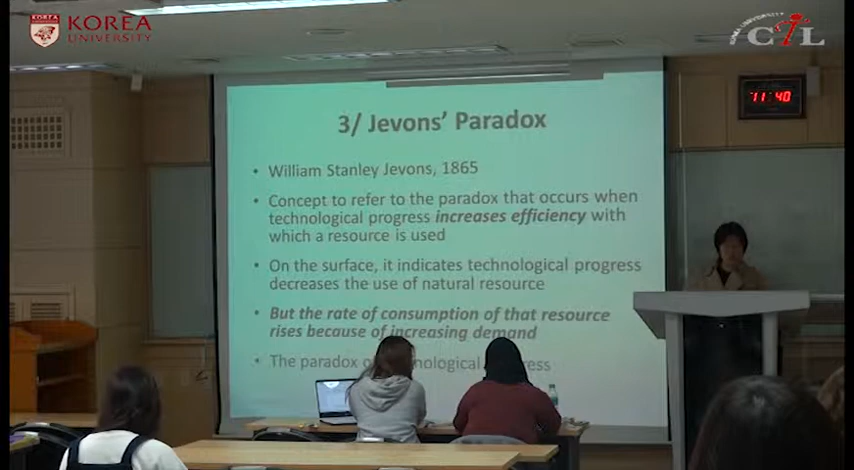 KOREA
UNIVERSITY
CTL
11:40
3/ Jevons' Paradox
• William Stanley Jevons, 1865
• Concept to refer to the paradox that occurs when
technological progress increases efficiency with
which a resource is used
• On the surface, it indicates technological progress
decreases the use of natural resource
• But the rate of consumption of that resource
rises because of increasing demand
• The paradox